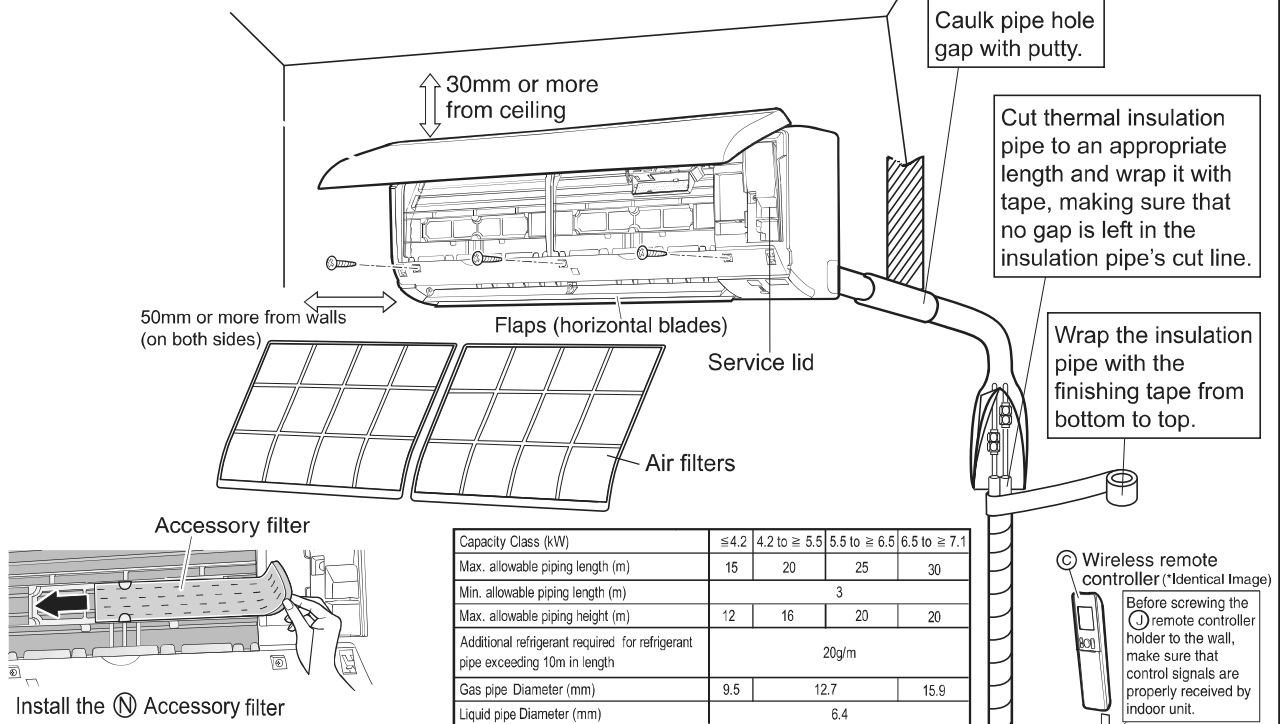 Caulk pipe hole
gap with putty.
30mm or more
from ceiling
Cut thermal insulation
pipe to an appropriate
length and wrap it with
tape, making sure that
no gap is left in the
insulation pipe's cut line.
50mm or more from walls
(on both sides)
Flaps (horizontal blades)
Service lid
Wrap the insulation
pipe with the
finishing tape from
bottom to top.
Air filters
Accessory filter
Install the Ⓝ Accessory filter
Capacity Class (kW) ≦4.2 4.2 to ≧ 5.5 5.5 to ≧ 6.5 6.5 to ≧ 7.1
Max. allowable piping length (m) 15 20 25 30
Min. allowable piping length (m) 3
Max. allowable piping height (m) 12 16 20 20
Additional refrigerant required for refrigerant
pipe exceeding 10m in length 20g/m
Gas pipe Diameter (mm) 9.5 12.7 15.9
Liquid pipe Diameter (mm) 6.4
Ⓒ Wireless remote
controller (*Identical Image)
Before screwing the
Ⓙ remote controller
holder to the wall,
make sure that
control signals are
properly received by
indoor unit.